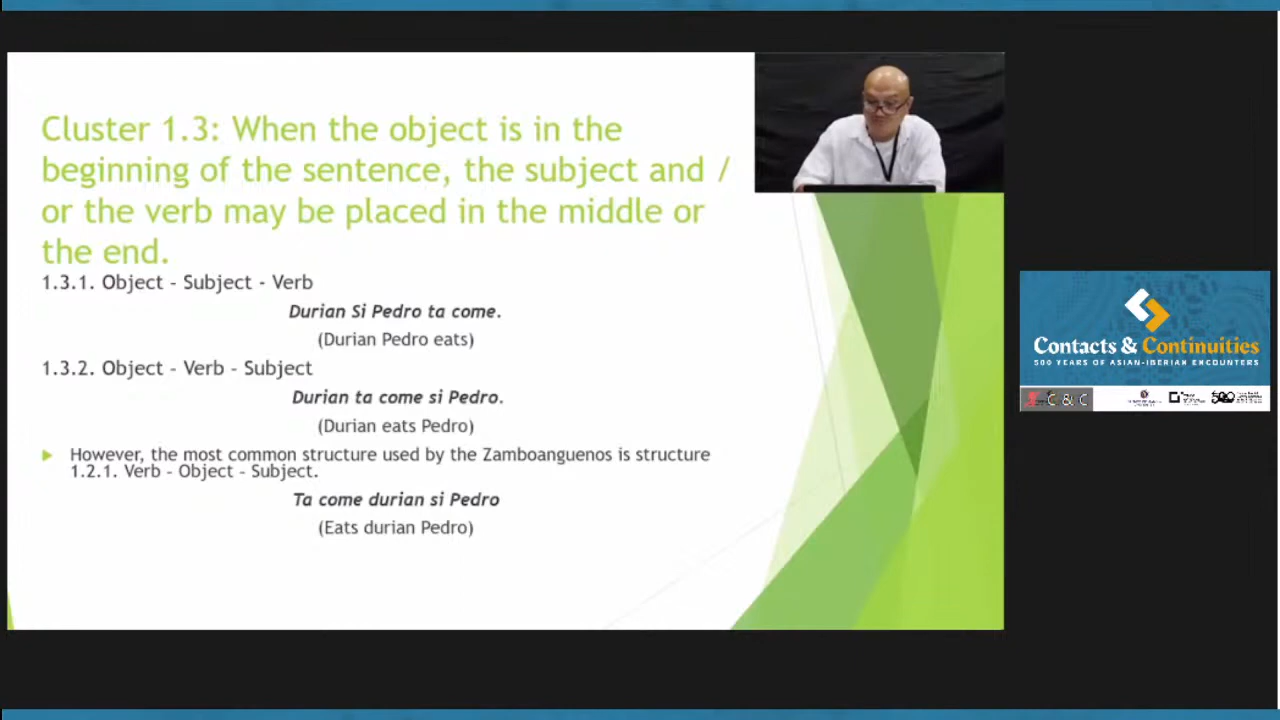 Cluster 1.3: When the object is in the
beginning of the sentence, the subject and /
or the verb may be placed in the middle or
the end.
1.3.1. Object – Subject - Verb
Durian Si Pedro ta come.
(Durian Pedro eats)
1.3.2. Object – Verb – Subject
Durian ta come si Pedro.
(Durian eats Pedro)
However, the most common structure used by the Zamboanguenos is structure
1.2.1. Verb – Object – Subject.
Ta come durian si Pedro
(Eats durian Pedro)
Contacts & Continuities
500 YEARS OF ASIAN-IBERIAN ENCOUNTERS
C & C